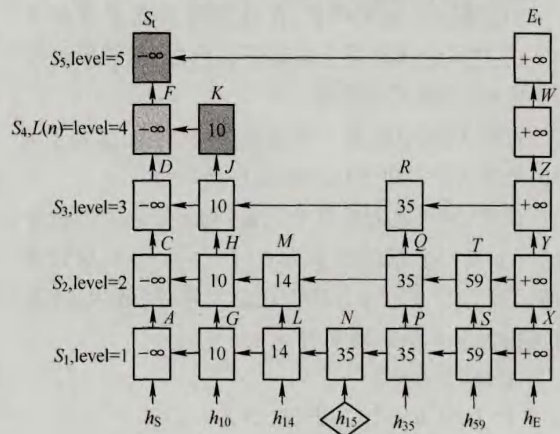 S_t E_t
S_5,level=5 −∞ +∞
F K W
S_4,L(n)=level=4 −∞ 10 +∞
D J R Z
S_3,level=3 −∞ 10 35 +∞
C H M Q T Y
S_2,level=2 −∞ 10 14 35 59 +∞
A G L N P S X
S_1,level=1 −∞ 10 14 35 35 59 +∞
h_S h_10 h_14 h_15 h_35 h_59 h_E